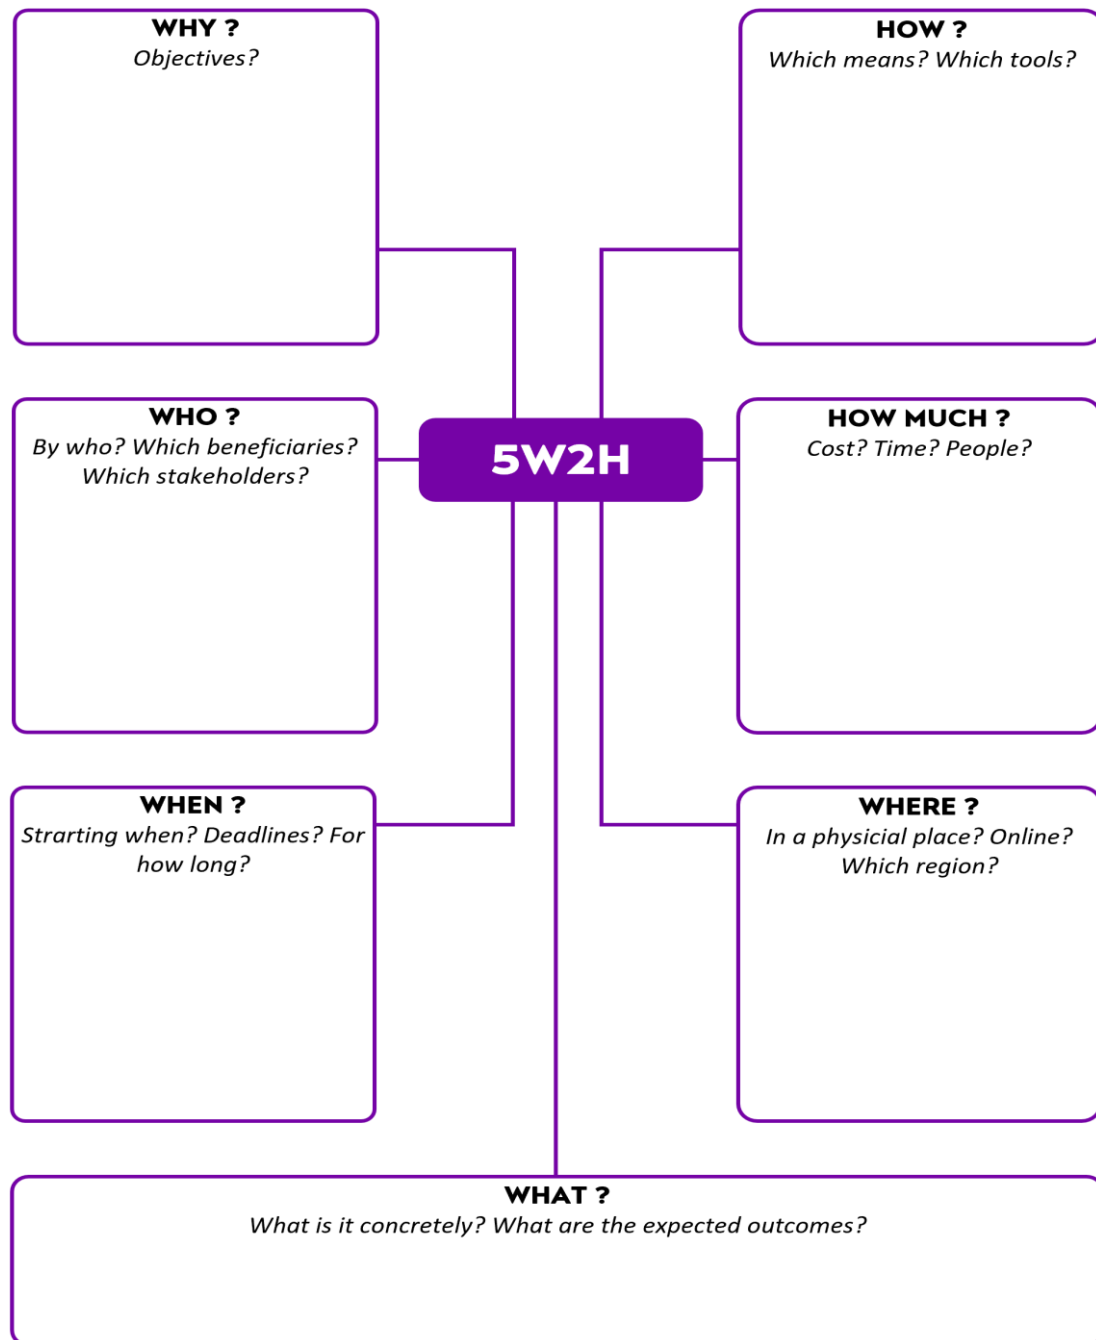 WHY ?
Objectives?
HOW ?
Which means? Which tools?
WHO ?
By who? Which beneficiaries?
Which stakeholders?
5W2H
HOW MUCH ?
Cost? Time? People?
WHEN ?
Strarting when? Deadlines? For
how long?
WHERE ?
In a physicial place? Online?
Which region?
WHAT ?
What is it concretely? What are the expected outcomes?